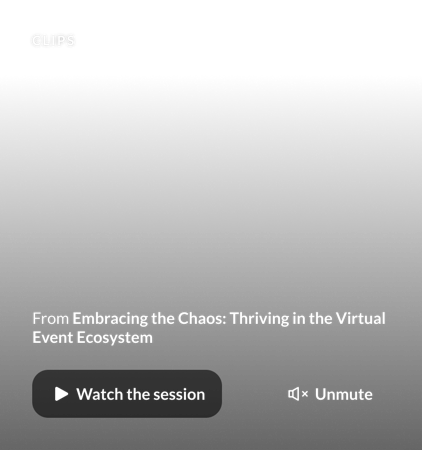 CLIPS
From Embracing the Chaos: Thriving in the Virtual
Event Ecosystem
Watch the session
Unmute